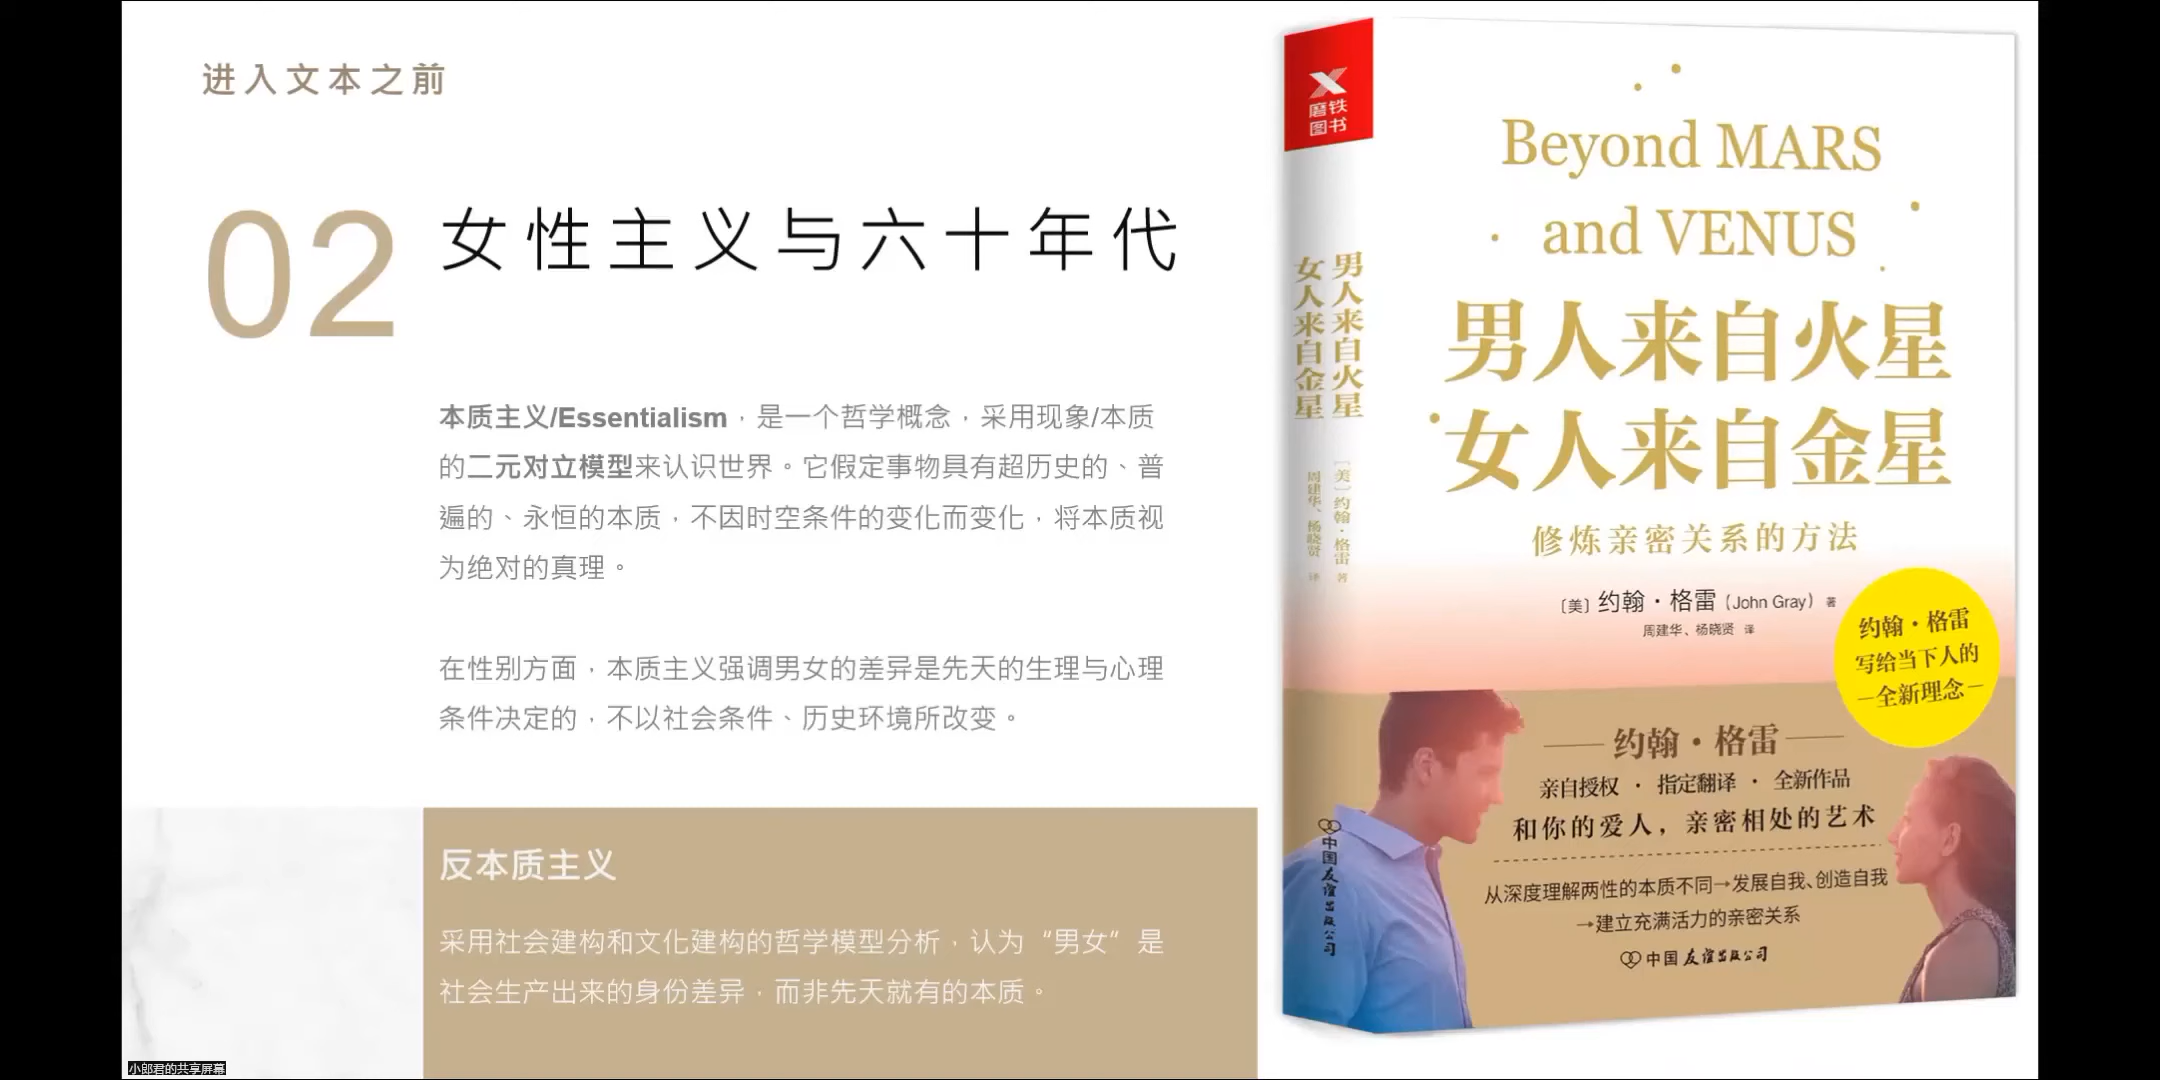 进入文本之前
02
女性主义与六十年代
本质主义/Essentialism，是一个哲学概念，采用现象/本质
的二元对立模型来认识世界。它假定事物具有超历史的、普
遍的、永恒的本质，不因时空条件的变化而变化，将本质视
为绝对的真理。
在性别方面，本质主义强调男女的差异是先天的生理与心理
条件决定的，不以社会条件、历史环境所改变。
反本质主义
采用社会建构和文化建构的哲学模型分析，认为“男女”是
社会生产出来的身份差异，而非先天就有的本质。
小郎君的共享屏幕
磨铁
图书
男人来自火星
女人来自金星
〔美〕约翰·格雷 著
周建华、杨晓贤 译
中国友谊出版公司
Beyond MARS
and VENUS
男人来自火星
女人来自金星
修炼亲密关系的方法
〔美〕约翰·格雷（John Gray）著
周建华、杨晓贤 译
约翰·格雷
写给当下人的
—全新理念—
约翰·格雷
亲自授权 · 指定翻译 · 全新作品
和你的爱人，亲密相处的艺术
从深度理解两性的本质不同→发展自我、创造自我
→建立充满活力的亲密关系
中国友谊出版公司